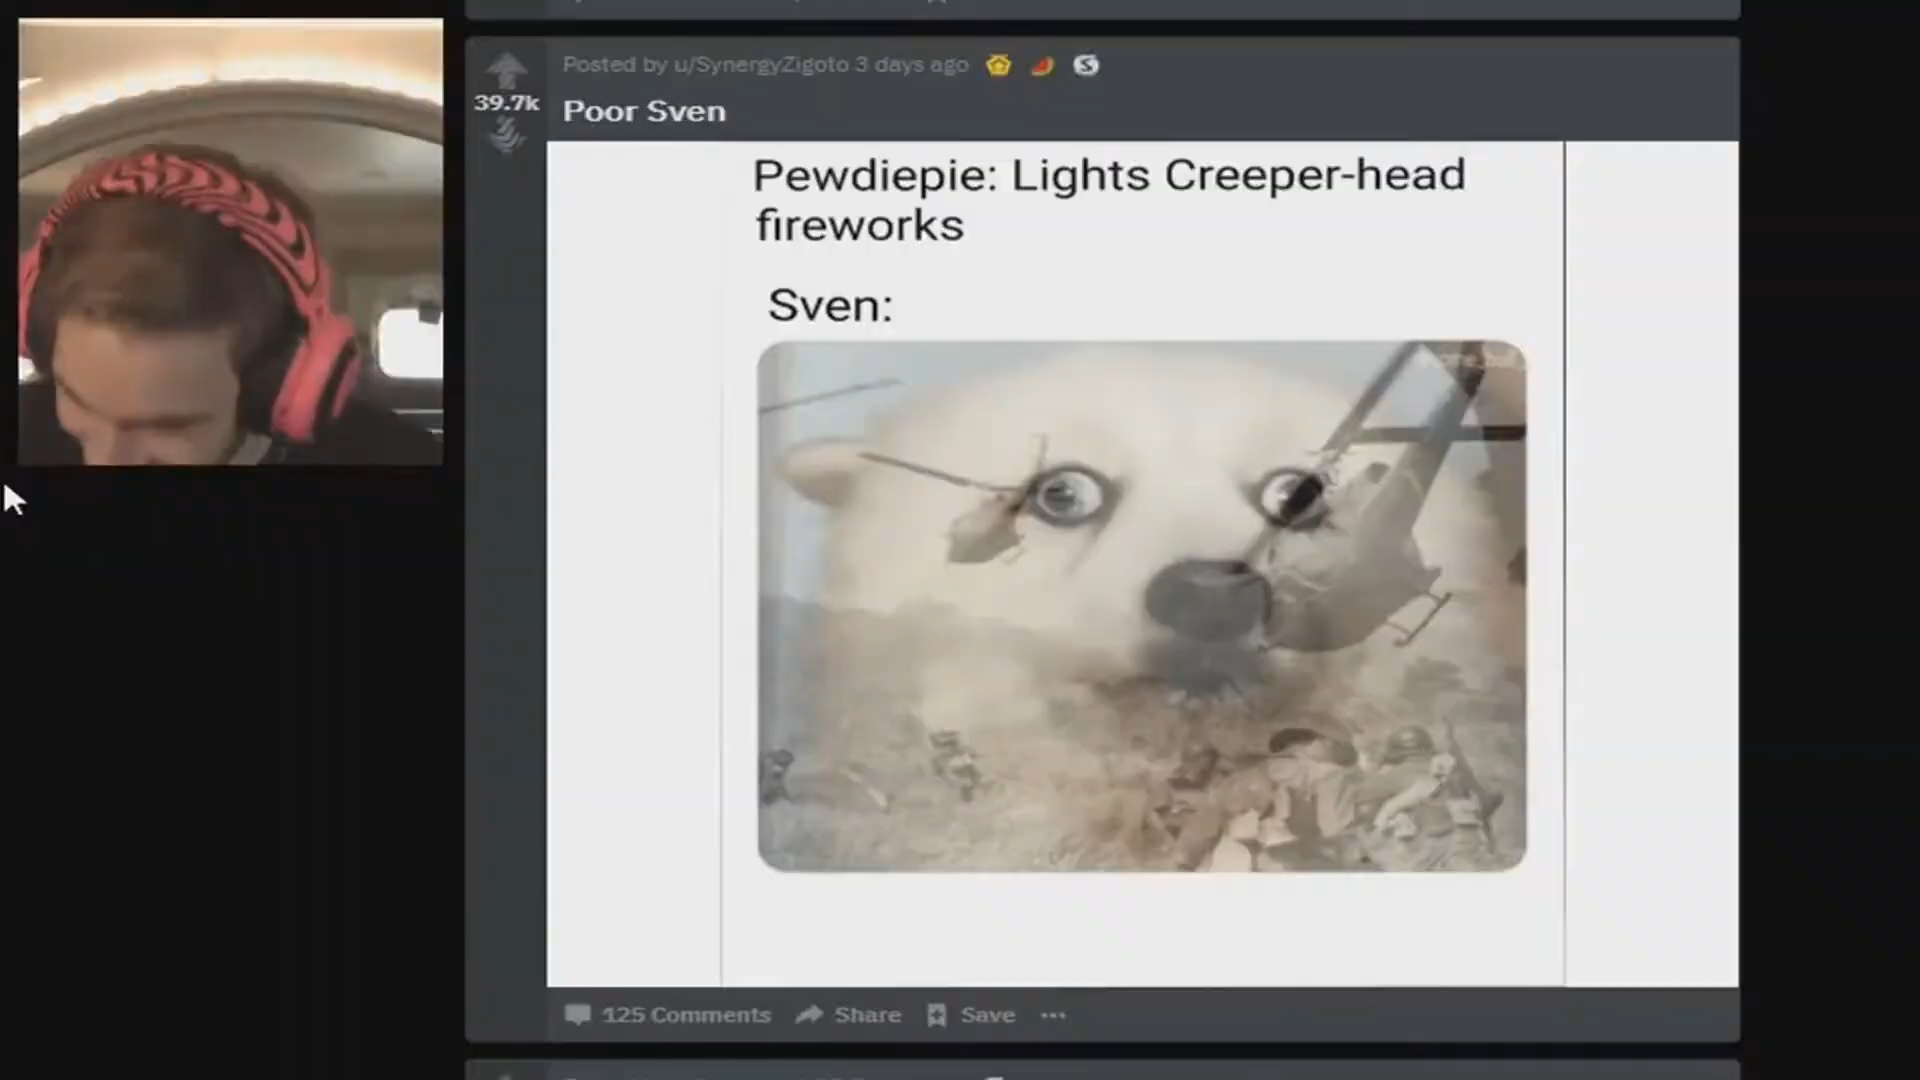 Posted by u/SynergyZigoto 3 days ago
39.7k
Poor Sven
Pewdiepie: Lights Creeper-head
fireworks
Sven:
125 Comments Share Save ...